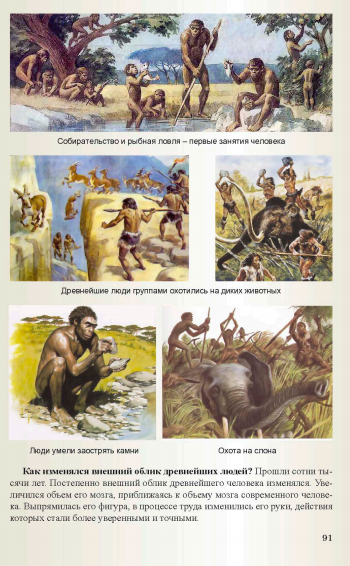 Собирательство и рыбная ловля – первые занятия человека
Древнейшие люди группами охотились на диких животных
Люди умели заострять камни
Охота на слона
Как изменялся внешний облик древнейших людей? Прошли сотни ты-
сячи лет. Постепенно внешний облик древнейшего человека изменялся. Уве-
личился объем его мозга, приближаясь к объему мозга современного челове-
ка. Выпрямилась его фигура, в процессе труда изменились его руки, действия
которых стали более уверенными и точными.
91